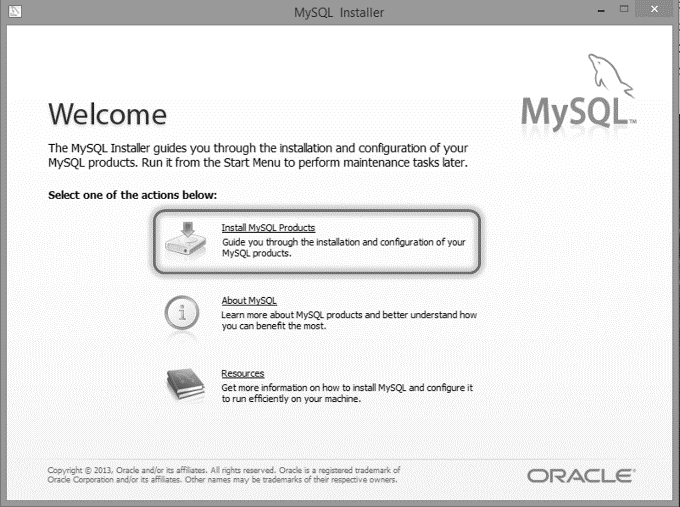 MySQL Installer
MySQL™
Welcome
The MySQL Installer guides you through the installation and configuration of your
MySQL products. Run it from the Start Menu to perform maintenance tasks later.
Select one of the actions below:
Install MySQL Products
Guide you through the installation and configuration of your
MySQL products.
About MySQL
Learn more about MySQL products and better understand how
you can benefit the most.
Resources
Get more information on how to install MySQL and configure it
to run efficiently on your machine.
Copyright © 2013, Oracle and/or its affiliates. All rights reserved. Oracle is a registered trademark of
Oracle Corporation and/or its affiliates. Other names may be trademarks of their respective owners.
ORACLE®